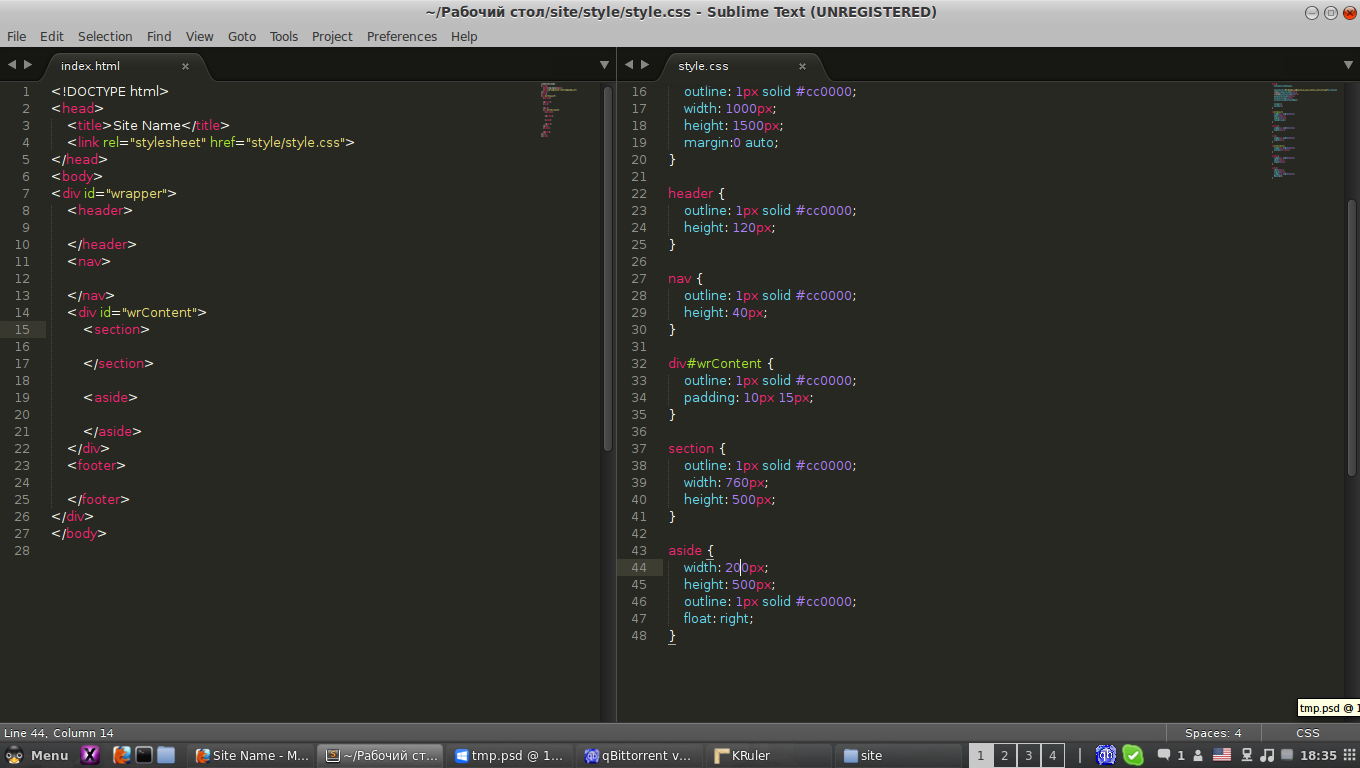 ~/Рабочий стол/site/style/style.css - Sublime Text (UNREGISTERED)
File Edit Selection Find View Goto Tools Project Preferences Help
index.html
1 <!DOCTYPE html>
2 <head>
3 <title>Site Name</title>
4 <link rel="stylesheet" href="style/style.css">
5 </head>
6 <body>
7 <div id="wrapper">
8 <header>
9
10 </header>
11 <nav>
12
13 </nav>
14 <div id="wrContent">
15 <section>
16
17 </section>
18
19 <aside>
20
21 </aside>
22 </div>
23 <footer>
24
25 </footer>
26 </div>
27 </body>
28
style.css
16 outline: 1px solid #cc0000;
17 width: 1000px;
18 height: 1500px;
19 margin:0 auto;
20 }
21
22 header {
23 outline: 1px solid #cc0000;
24 height: 120px;
25 }
26
27 nav {
28 outline: 1px solid #cc0000;
29 height: 40px;
30 }
31
32 div#wrContent {
33 outline: 1px solid #cc0000;
34 padding: 10px 15px;
35 }
36
37 section {
38 outline: 1px solid #cc0000;
39 width: 760px;
40 height: 500px;
41 }
42
43 aside {
44 width: 200px;
45 height: 500px;
46 outline: 1px solid #cc0000;
47 float: right;
48 }
tmp.psd @ 1
Line 44, Column 14
Spaces: 4
CSS
Menu
Site Name - M...
~/Рабочий ст...
tmp.psd @ 1...
qBittorrent v...
KRuler
site
1 2 3 4
1
18:35